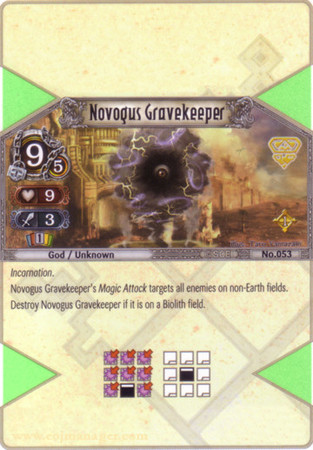 Novogus Gravekeeper
9
5
9
3
God / Unknown
No.053
Incarnation.
Novogus Gravekeeper's Magic Attack targets all enemies on non-Earth fields.
Destroy Novogus Gravekeeper if it is on a Biolith field.